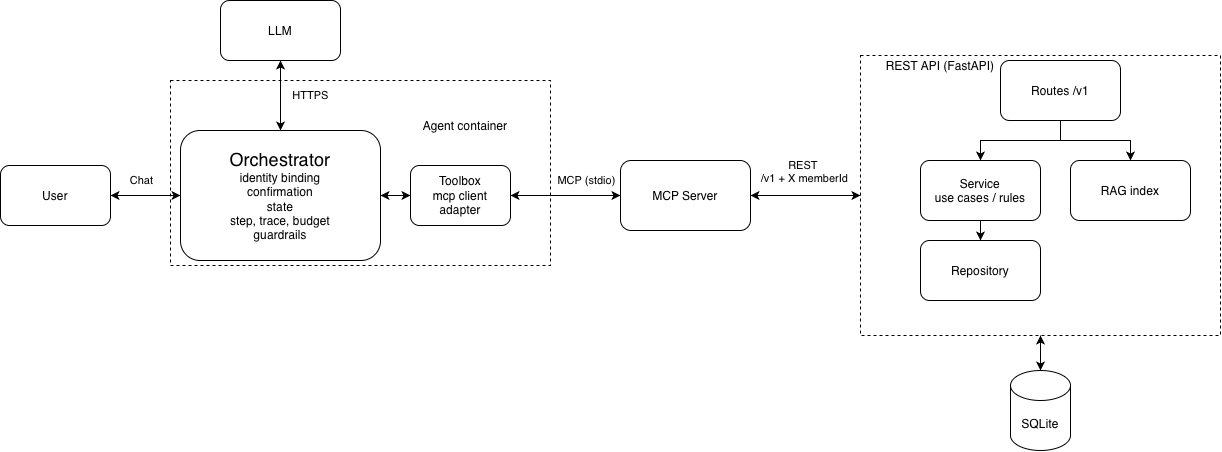 LLM
HTTPS
Agent container
Orchestrator
identity binding
confirmation
state
step, trace, budget
guardrails
User
Chat
Toolbox
mcp client
adapter
MCP (stdio)
MCP Server
REST
/v1 + X memberId
REST API (FastAPI)
Routes /v1
Service
use cases / rules
RAG index
Repository
SQLite